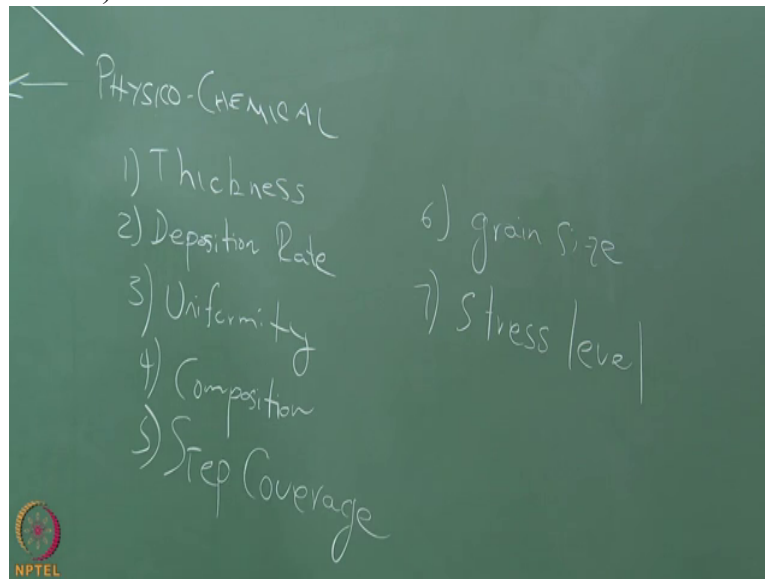 PHYSICO-CHEMICAL
1) Thickness
2) Deposition Rate
3) Uniformity
4) Composition
5) Step Coverage
6) grain size
7) Stress level
NPTEL